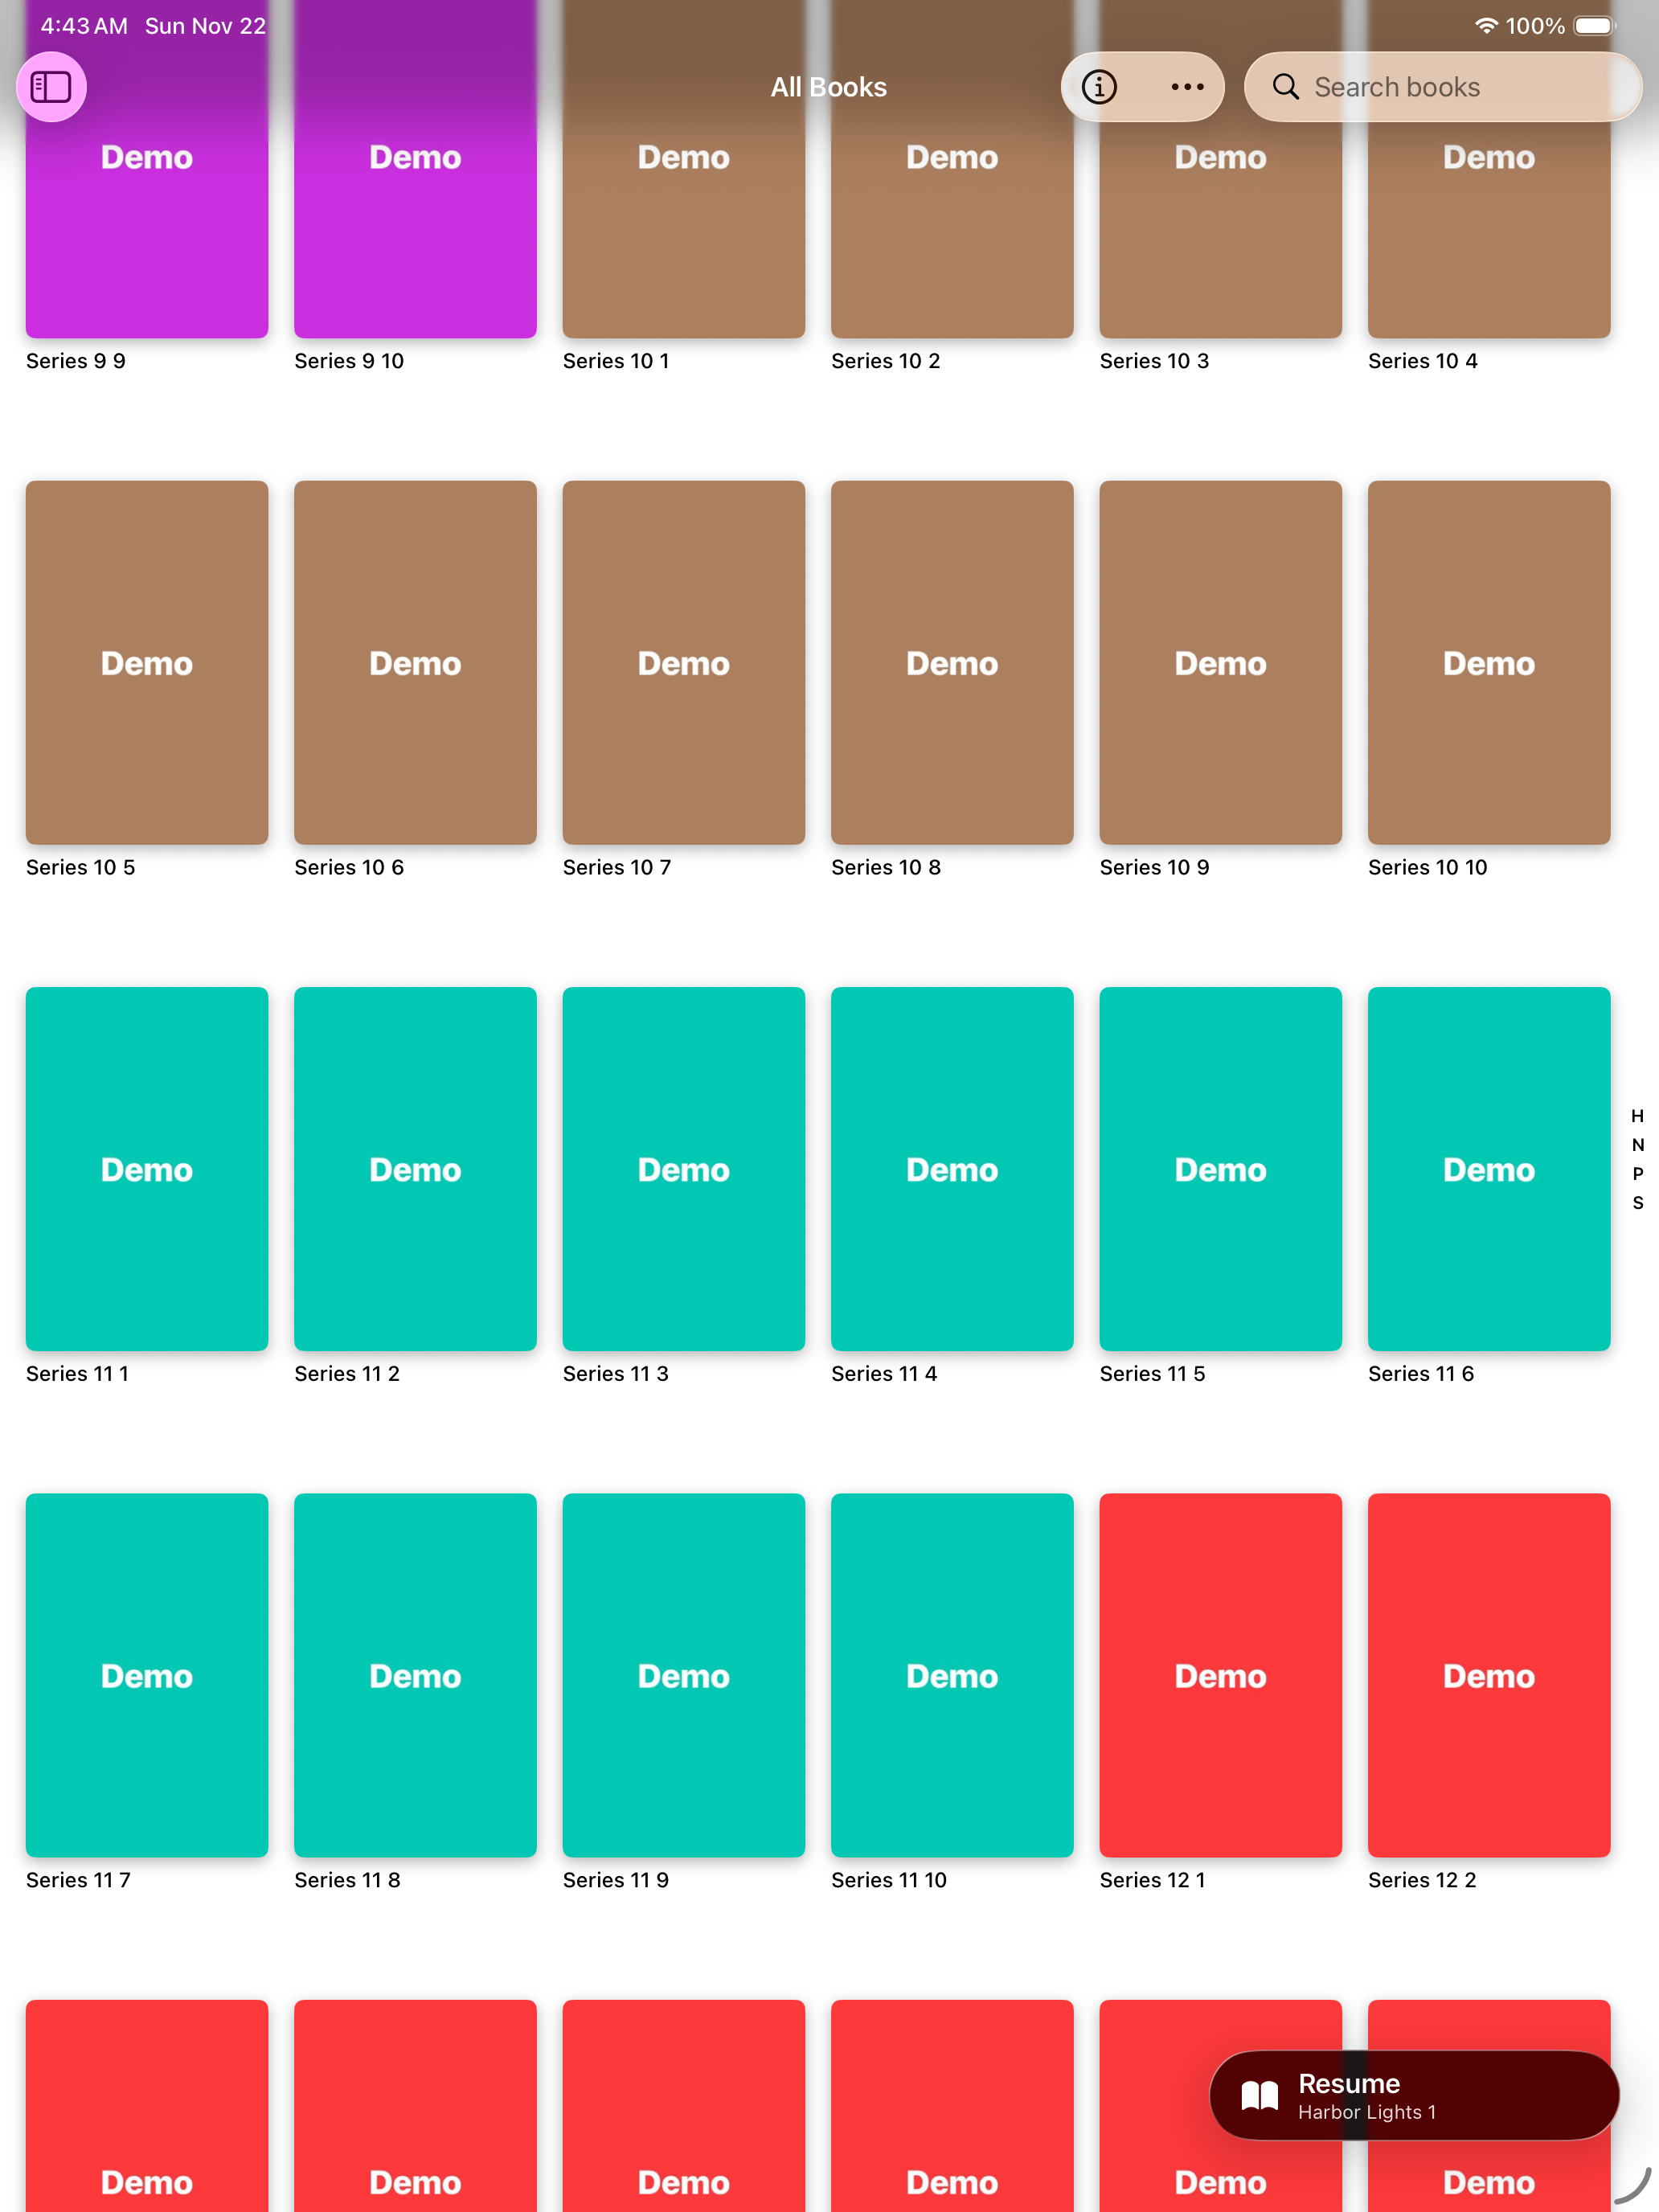 4:43 AM Sun Nov 22
100%
All Books
Search books
Demo Demo Demo Demo Demo Demo
Series 9 9 Series 9 10 Series 10 1 Series 10 2 Series 10 3 Series 10 4
Demo Demo Demo Demo Demo Demo
Series 10 5 Series 10 6 Series 10 7 Series 10 8 Series 10 9 Series 10 10
Demo Demo Demo Demo Demo Demo
H
N
P
S
Series 11 1 Series 11 2 Series 11 3 Series 11 4 Series 11 5 Series 11 6
Demo Demo Demo Demo Demo Demo
Series 11 7 Series 11 8 Series 11 9 Series 11 10 Series 12 1 Series 12 2
Resume
Harbor Lights 1
Demo Demo Demo Demo Demo Demo